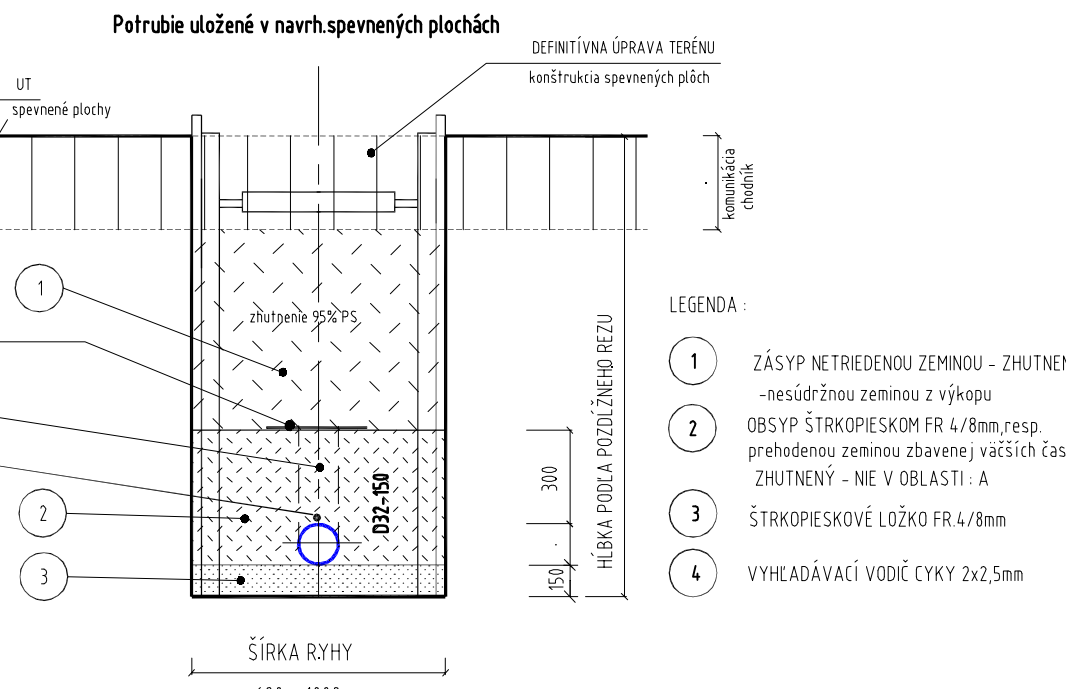 Potrubie uložené v navrh.spevnených plochách
DEFINITÍVNA ÚPRAVA TERÉNU
konštrukcia spevnených plôch
UT
spevnené plochy
komunikácia
chodník
1
zhutnenie 95% PS
HĹBKA PODĽA POZDĹŽNEHO REZU
300
150
D32-150
2
3
ŠÍRKA RYHY
LEGENDA :
1
ZÁSYP NETRIEDENOU ZEMINOU - ZHUTNEN
-nesúdržnou zeminou z výkopu
2
OBSYP ŠTRKOPIESKOM FR 4/8mm,resp.
prehodenou zeminou zbavenej väčších čas
ZHUTNENÝ - NIE V OBLASTI : A
3
ŠTRKOPIESKOVÉ LOŽKO FR.4/8mm
4
VYHĽADÁVACÍ VODIČ CYKY 2x2,5mm